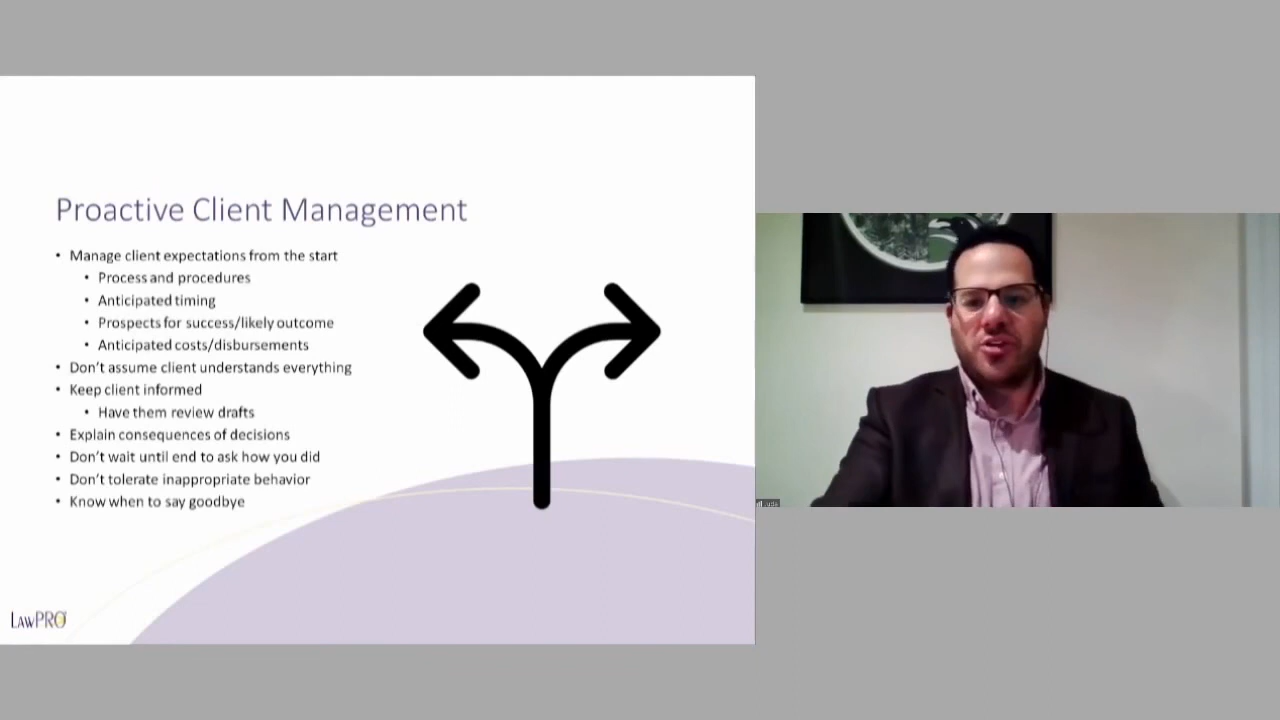 Proactive Client Management
• Manage client expectations from the start
• Process and procedures
• Anticipated timing
• Prospects for success/likely outcome
• Anticipated costs/disbursements
• Don't assume client understands everything
• Keep client informed
• Have them review drafts
• Explain consequences of decisions
• Don't wait until end to ask how you did
• Don't tolerate inappropriate behavior
• Know when to say goodbye
LAWPRO